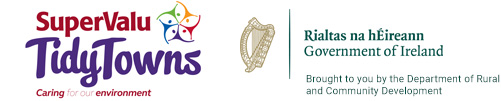 SuperValu
TidyTowns
Caring for our environment
Rialtas na hÉireann
Government of Ireland
Brought to you by the Department of Rural
and Community Development